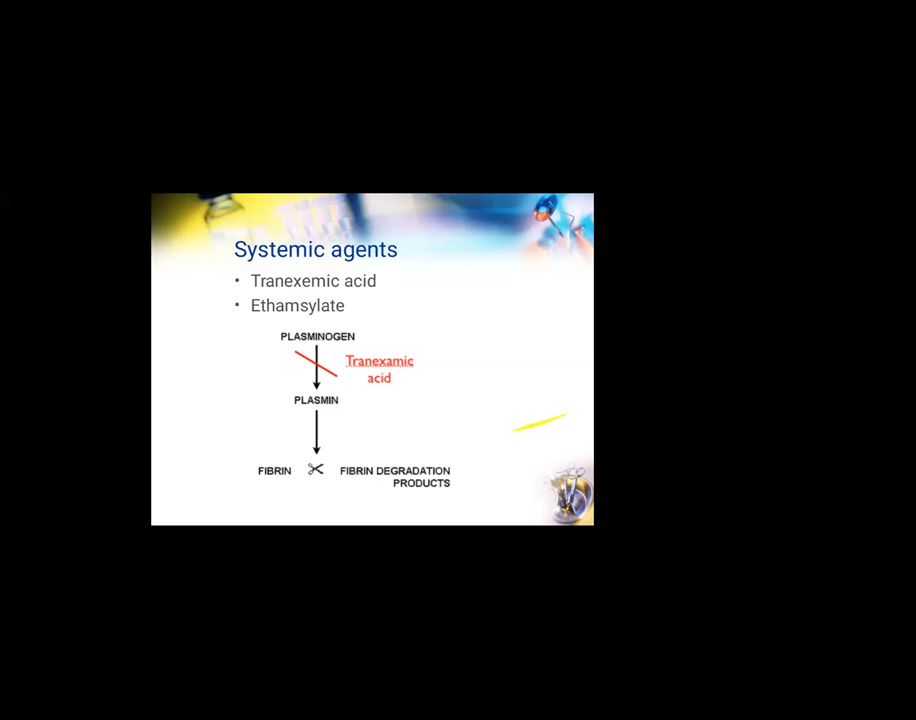 Systemic agents
• Tranexemic acid
• Ethamsylate
PLASMINOGEN
Tranexamic
acid
PLASMIN
FIBRIN
FIBRIN DEGRADATION
PRODUCTS